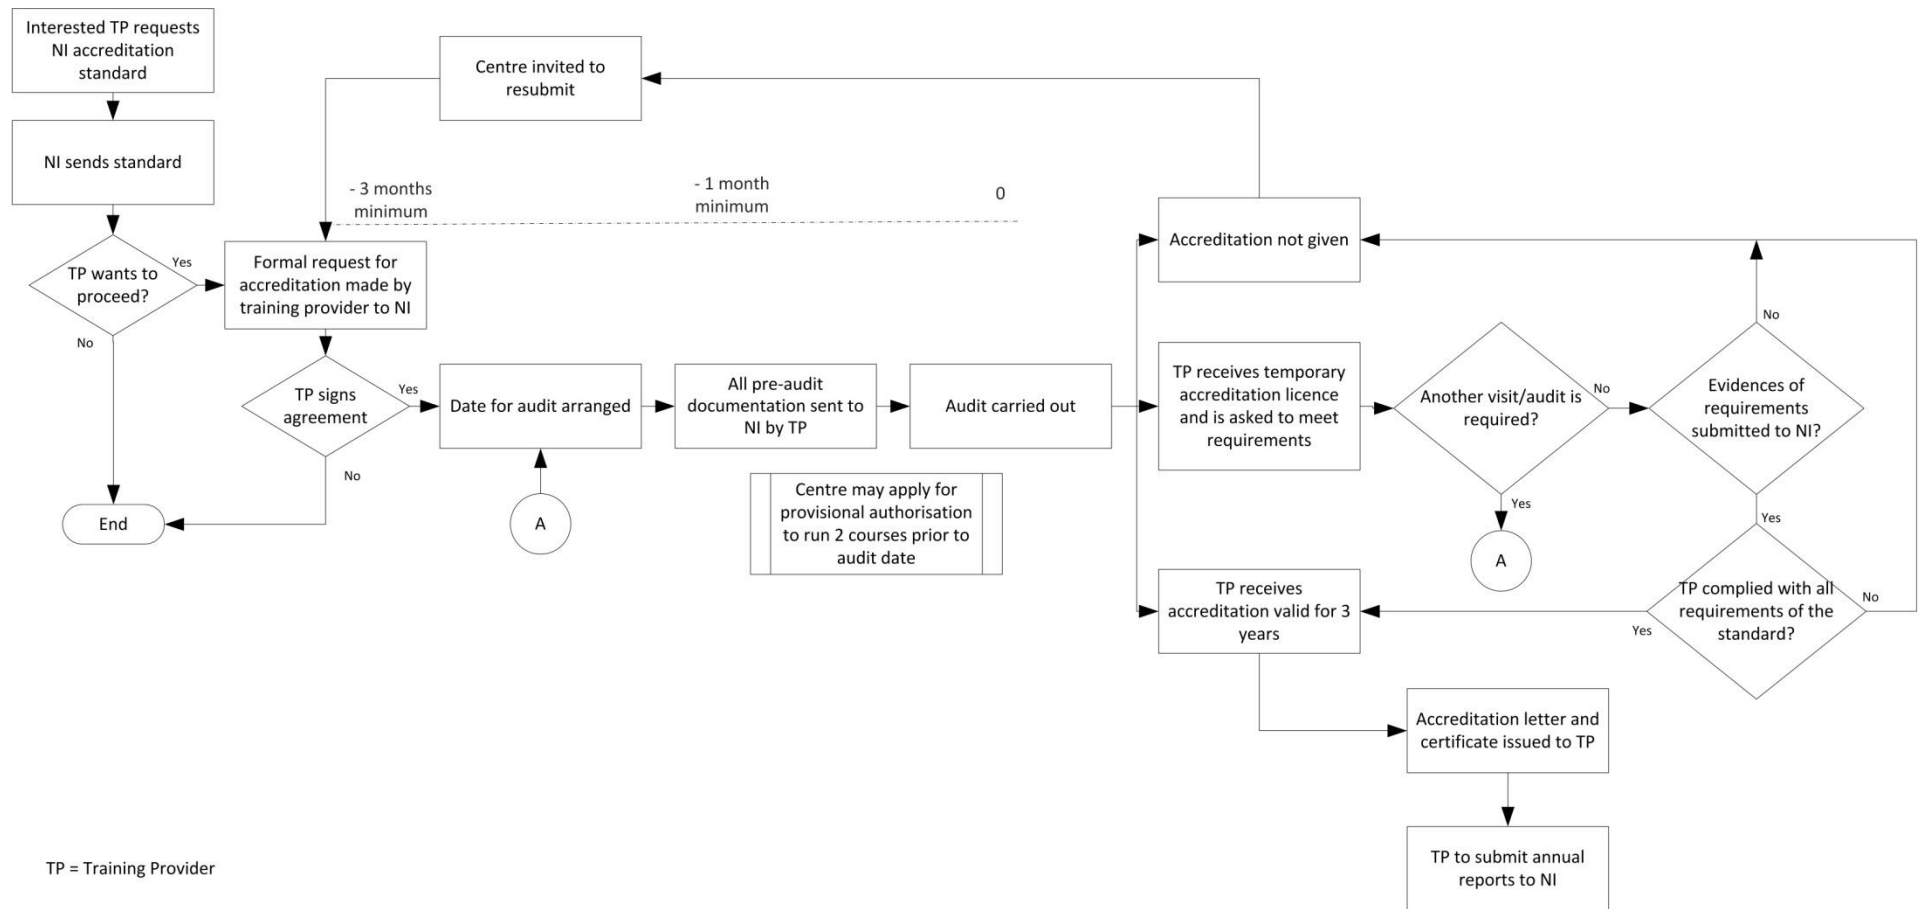 Interested TP requests
NI accreditation
standard
NI sends standard
TP wants to
proceed?
Yes
No
End
Centre invited to
resubmit
- 3 months
minimum
- 1 month
minimum
0
Formal request for
accreditation made by
training provider to NI
TP signs
agreement
Yes
No
Date for audit arranged
A
All pre-audit
documentation sent to
NI by TP
Centre may apply for
provisional authorisation
to run 2 courses prior to
audit date
Audit carried out
Accreditation not given
TP receives temporary
accreditation licence
and is asked to meet
requirements
Another visit/audit is
required?
No
Yes
A
Evidences of
requirements
submitted to NI?
No
Yes
TP complied with all
requirements of the
standard?
No
Yes
TP receives
accreditation valid for 3
years
Accreditation letter and
certificate issued to TP
TP to submit annual
reports to NI
TP = Training Provider